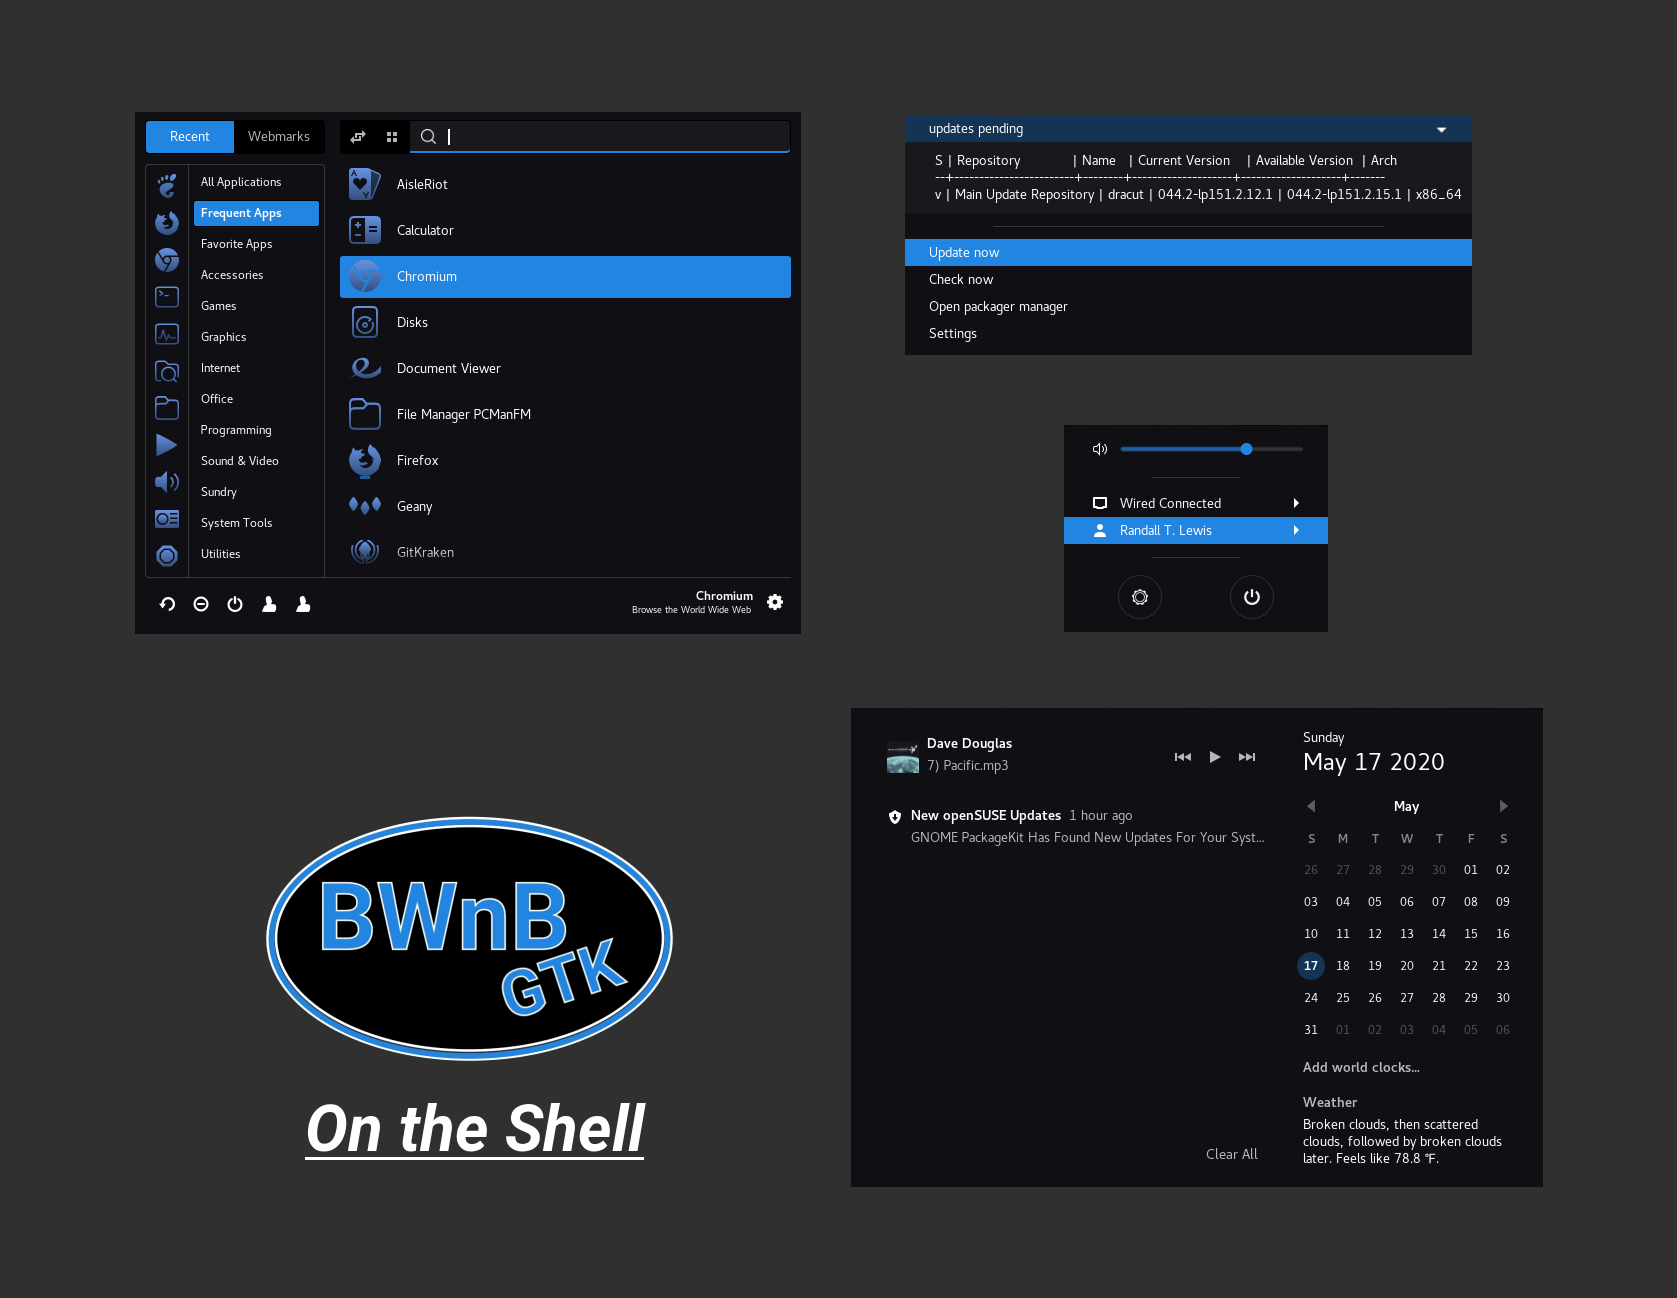 Recent Webmarks
All Applications
Frequent Apps
Favorite Apps
Accessories
Games
Graphics
Internet
Office
Programming
Sound & Video
Sundry
System Tools
Utilities
AisleRiot
Calculator
Chromium
Disks
Document Viewer
File Manager PCManFM
Firefox
Geany
GitKraken
Chromium
Browse the World Wide Web
updates pending
S | Repository | Name | Current Version | Available Version | Arch
--+------------------------+--------+---------------------+--------------------+-------
v | Main Update Repository | dracut | 044.2-lp151.2.12.1 | 044.2-lp151.2.15.1 | x86_64
Update now
Check now
Open packager manager
Settings
Wired Connected
Randall T. Lewis
BWnB
GTK
On the Shell
Dave Douglas
7) Pacific.mp3
New openSUSE Updates 1 hour ago
GNOME PackageKit Has Found New Updates For Your Syst...
Clear All
Sunday
May 17 2020
May
S M T W T F S
26 27 28 29 30 01 02
03 04 05 06 07 08 09
10 11 12 13 14 15 16
17 18 19 20 21 22 23
24 25 26 27 28 29 30
31 01 02 03 04 05 06
Add world clocks...
Weather
Broken clouds, then scattered
clouds, followed by broken clouds
later. Feels like 78.8 °F.